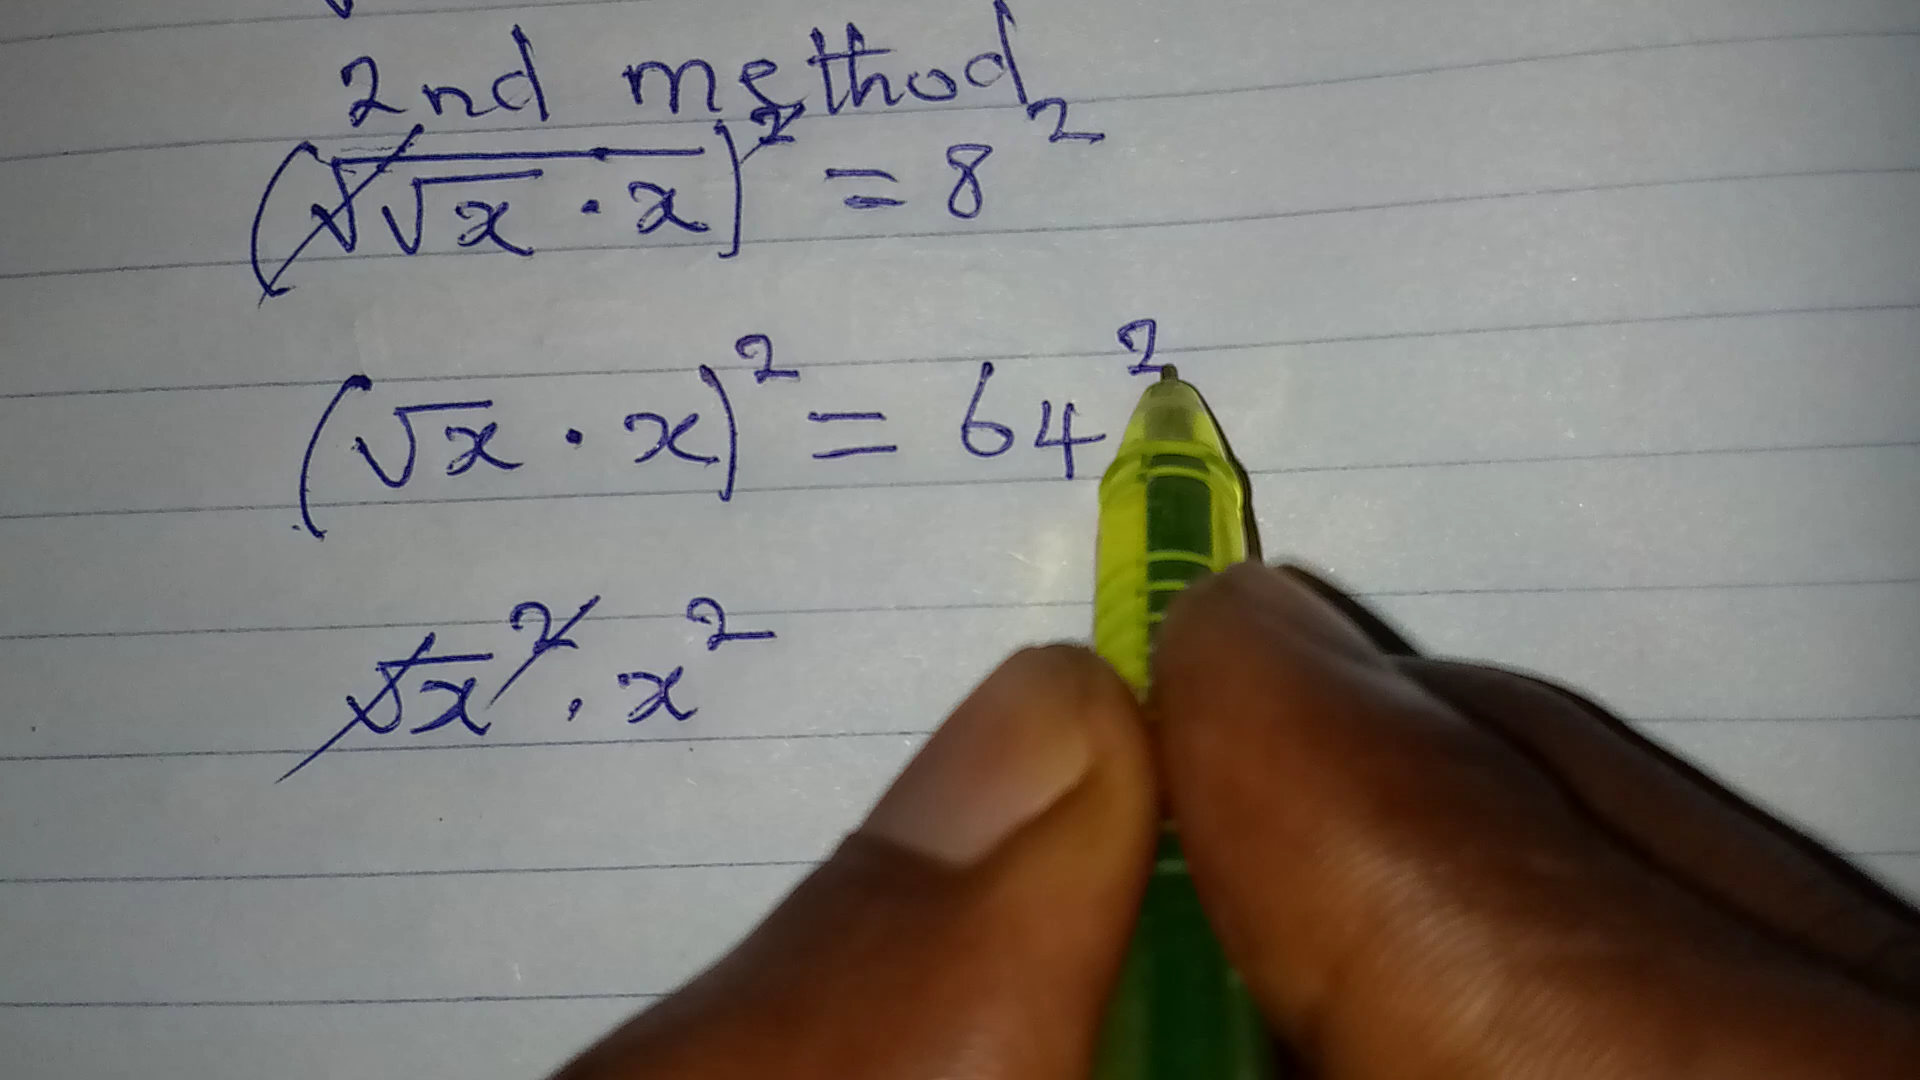 2nd method
(√(√x · x))² = 8²
(√x · x)² = 64²
√x² · x²